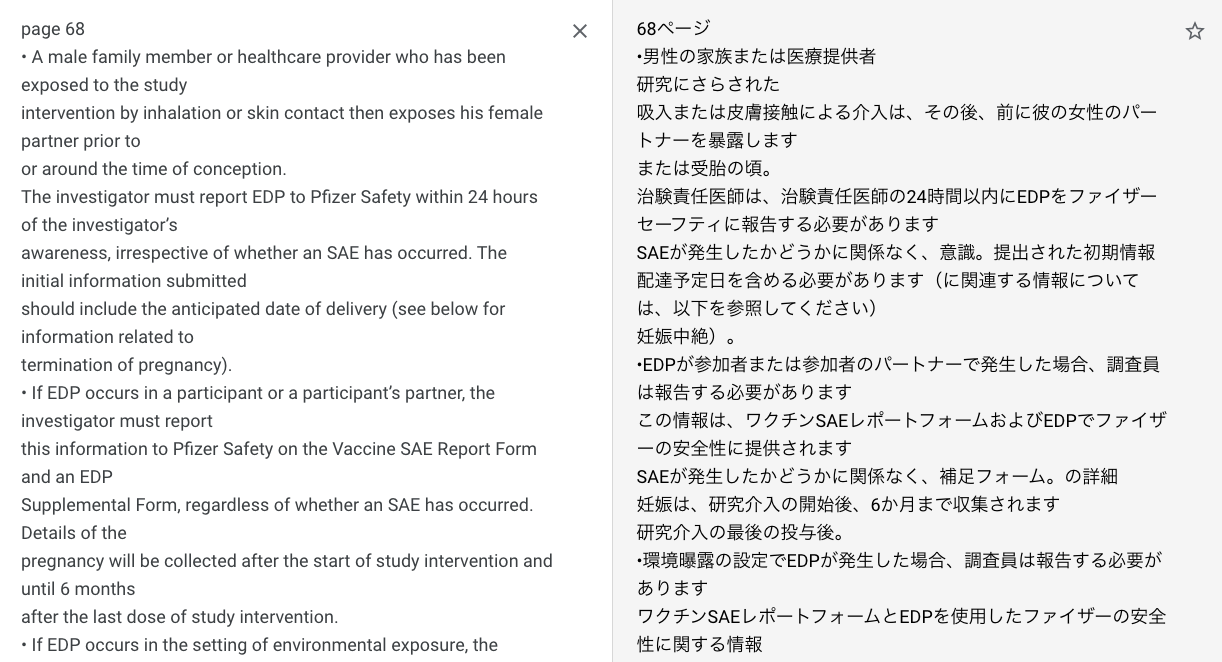 page 68
• A male family member or healthcare provider who has been
exposed to the study
intervention by inhalation or skin contact then exposes his female
partner prior to
or around the time of conception.
The investigator must report EDP to Pfizer Safety within 24 hours
of the investigator’s
awareness, irrespective of whether an SAE has occurred. The
initial information submitted
should include the anticipated date of delivery (see below for
information related to
termination of pregnancy).
• If EDP occurs in a participant or a participant’s partner, the
investigator must report
this information to Pfizer Safety on the Vaccine SAE Report Form
and an EDP
Supplemental Form, regardless of whether an SAE has occurred.
Details of the
pregnancy will be collected after the start of study intervention and
until 6 months
after the last dose of study intervention.
• If EDP occurs in the setting of environmental exposure, the
68ページ
•男性の家族または医療提供者
研究にさらされた
吸入または皮膚接触による介入は、その後、前に彼の女性のパー
トナーを暴露します
または受胎の頃。
治験責任医師は、治験責任医師の24時間以内にEDPをファイザー
セーフティに報告する必要があります
SAEが発生したかどうかに関係なく、意識。提出された初期情報
配達予定日を含める必要があります（に関連する情報について
は、以下を参照してください）
妊娠中絶）。
•EDPが参加者または参加者のパートナーで発生した場合、調査員
は報告する必要があります
この情報は、ワクチンSAEレポートフォームおよびEDPでファイザ
ーの安全性に提供されます
SAEが発生したかどうかに関係なく、補足フォーム。の詳細
妊娠は、研究介入の開始後、6か月まで収集されます
研究介入の最後の投与後。
•環境曝露の設定でEDPが発生した場合、調査員は報告する必要が
あります
ワクチンSAEレポートフォームとEDPを使用したファイザーの安全
性に関する情報